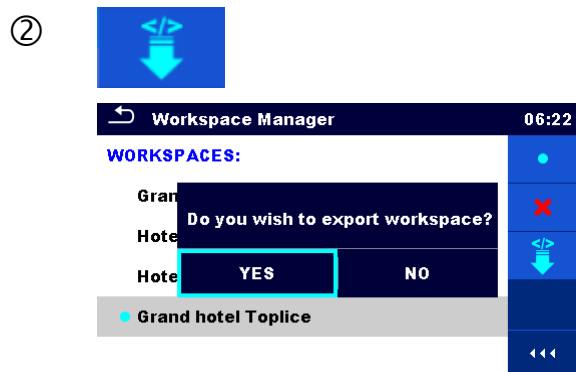 ②
</>
Workspace Manager 06:22
WORKSPACES:
Gran
Do you wish to export workspace?
Hote
</>
Hote YES NO
Grand hotel Toplice